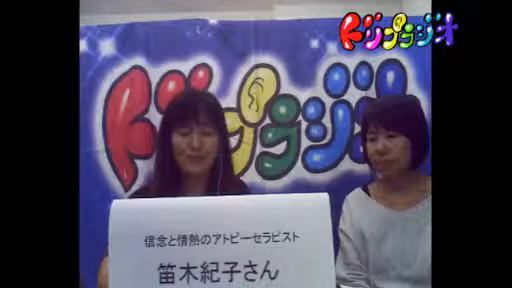 ドリプラジオ
ドリプラジオ
信念と情熱のアトピーセラピスト
笛木紀子さん